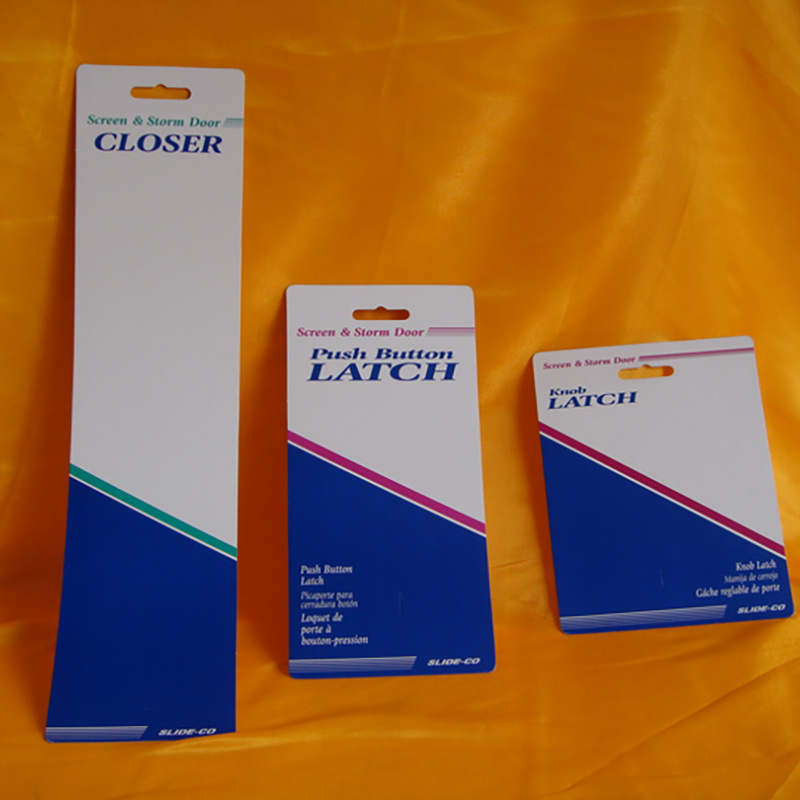 Screen & Storm Door
CLOSER
SLIDE-CO
Screen & Storm Door
Push Button
LATCH
Push Button
Latch
Picaporte para
cerradura botón
Loquet de
porte à
bouton-pression
SLIDE-CO
Screen & Storm Door
Knob
LATCH
Knob Latch
Manija de cerrojo
Gâche reglable de porte
SLIDE-CO